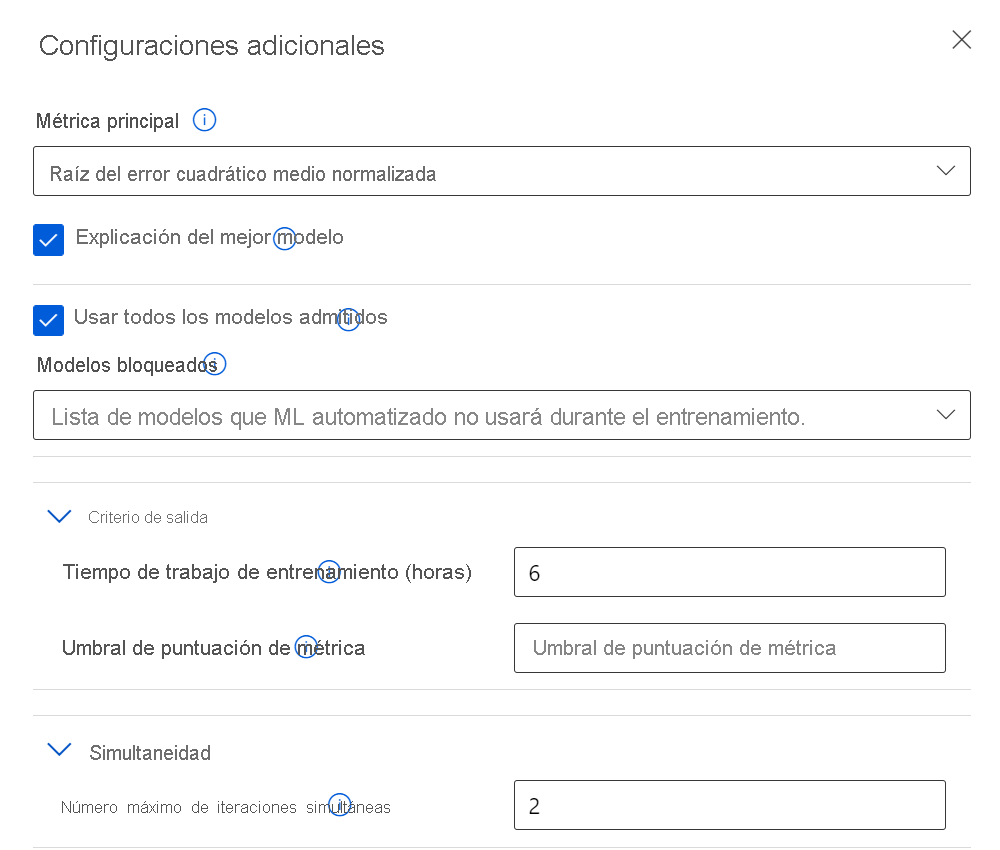 Configuraciones adicionales
Métrica principal
Raíz del error cuadrático medio normalizada
Explicación del mejor modelo
Usar todos los modelos admitidos
Modelos bloqueados
Lista de modelos que ML automatizado no usará durante el entrenamiento.
Criterio de salida
Tiempo de trabajo de entrenamiento (horas)
6
Umbral de puntuación de métrica
Umbral de puntuación de métrica
Simultaneidad
Número máximo de iteraciones simultáneas
2